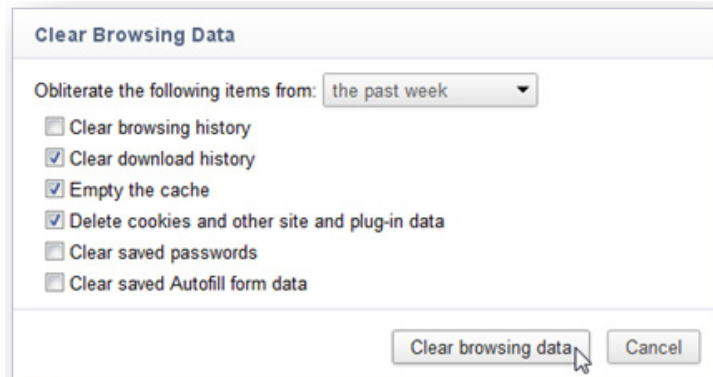 Clear Browsing Data
Obliterate the following items from: the past week
Clear browsing history
Clear download history
Empty the cache
Delete cookies and other site and plug-in data
Clear saved passwords
Clear saved Autofill form data
Clear browsing data Cancel